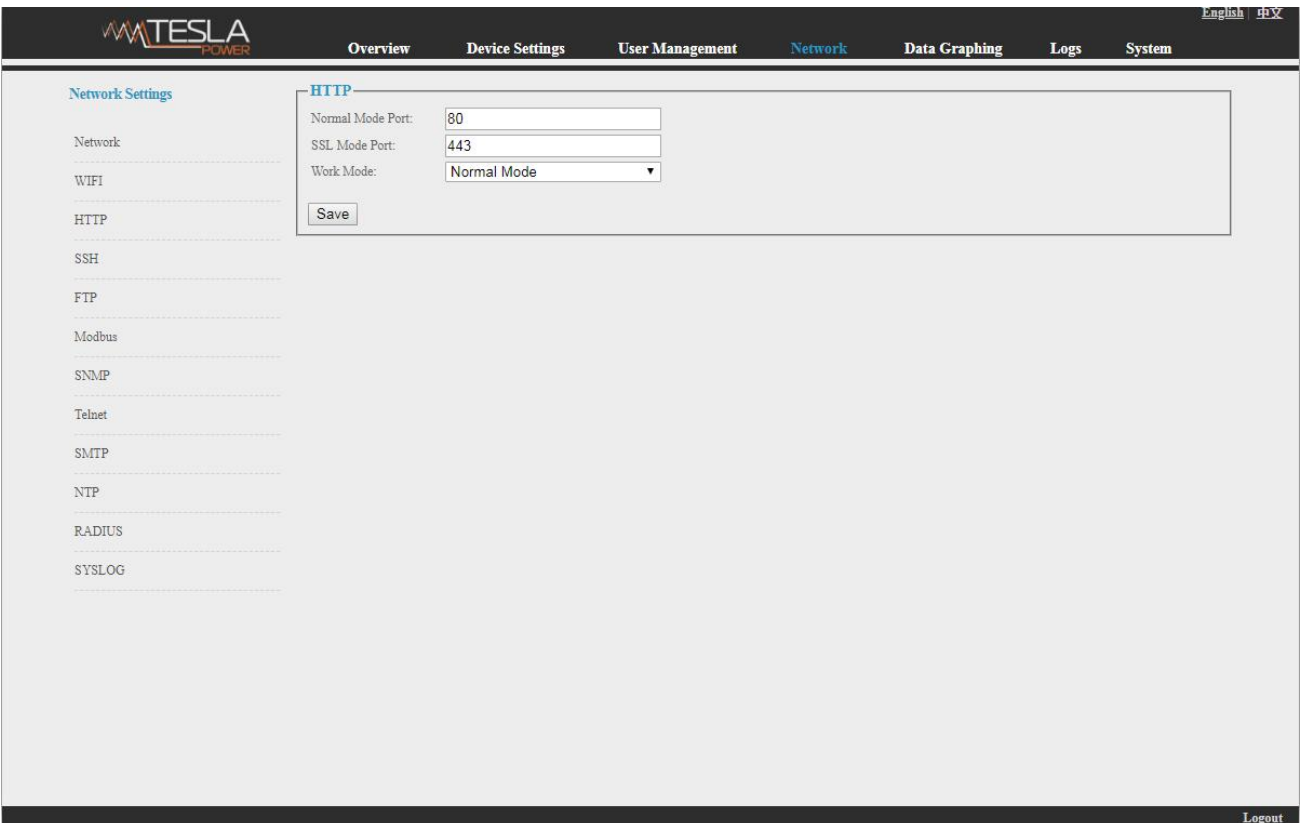 English | 中文
TESLA
POWER
Overview Device Settings User Management Network Data Graphing Logs System
Network Settings
Network
WIFI
HTTP
SSH
FTP
Modbus
SNMP
Telnet
SMTP
NTP
RADIUS
SYSLOG
HTTP
Normal Mode Port: 80
SSL Mode Port: 443
Work Mode: Normal Mode
Save
Logout